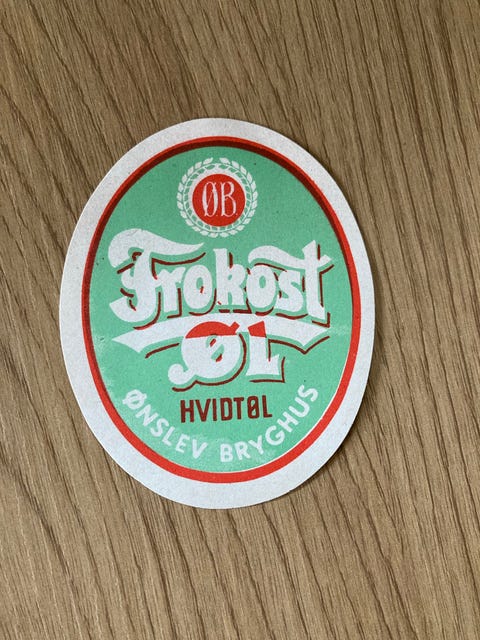 ØB.
Frokost
ØL
HVIDTØL
ØNSLEV BRYGHUS